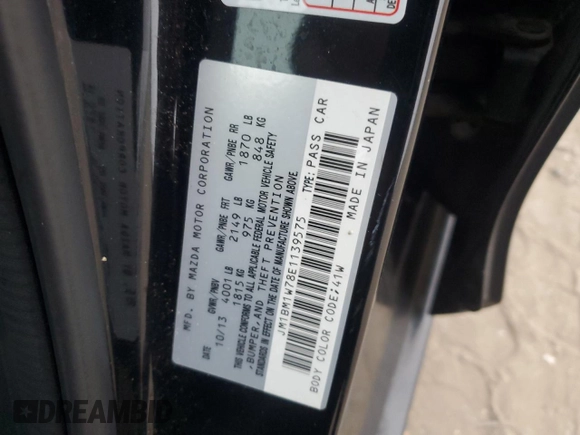 MFD. BY MAZDA MOTOR CORPORATION
DATE GVWR/PNBV GAWR/PNBE FRT GAWR/PNBE RR
10/13 4001 LB 2149 LB 1870 LB
1815 KG 975 KG 848 KG
THIS VEHICLE CONFORMS TO ALL APPLICABLE FEDERAL MOTOR VEHICLE SAFETY,
BUMPER, AND THEFT PREVENTION
STANDARDS IN EFFECT ON THE DATE OF MANUFACTURE SHOWN ABOVE.
JM1BM1W78E1139575 TYPE: PASS CAR
BODY COLOR CODE;41W MADE IN JAPAN
DREAMBID